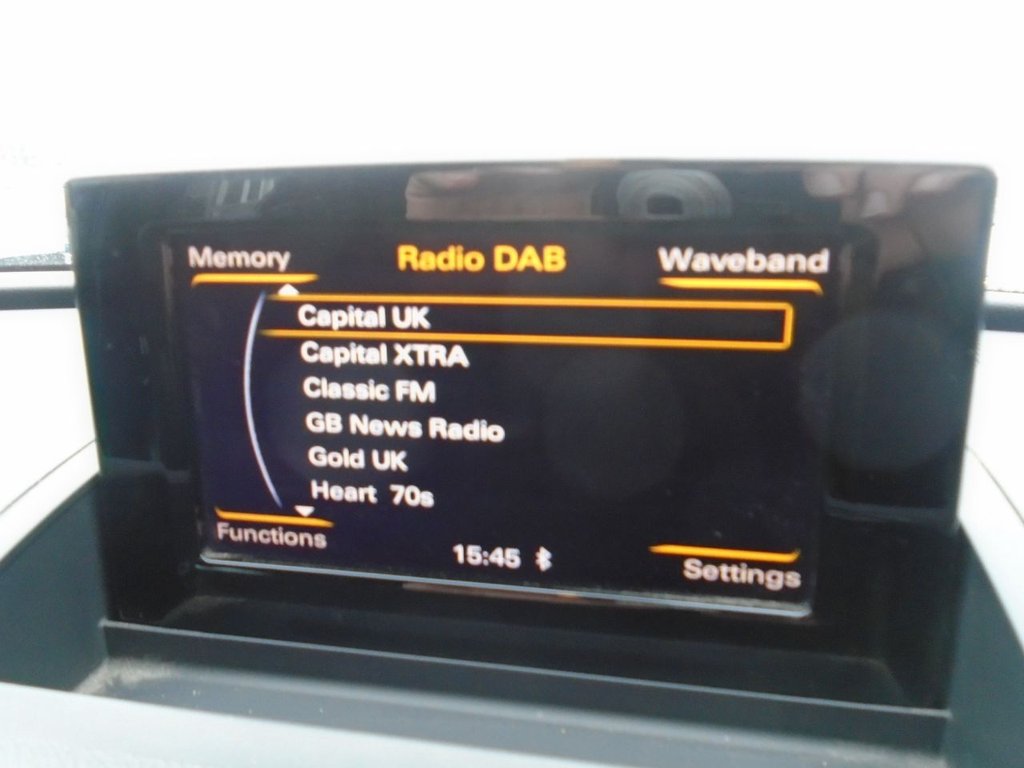 Memory Radio DAB Waveband
Capital UK
Capital XTRA
Classic FM
GB News Radio
Gold UK
Heart 70s
Functions 15:45 Settings